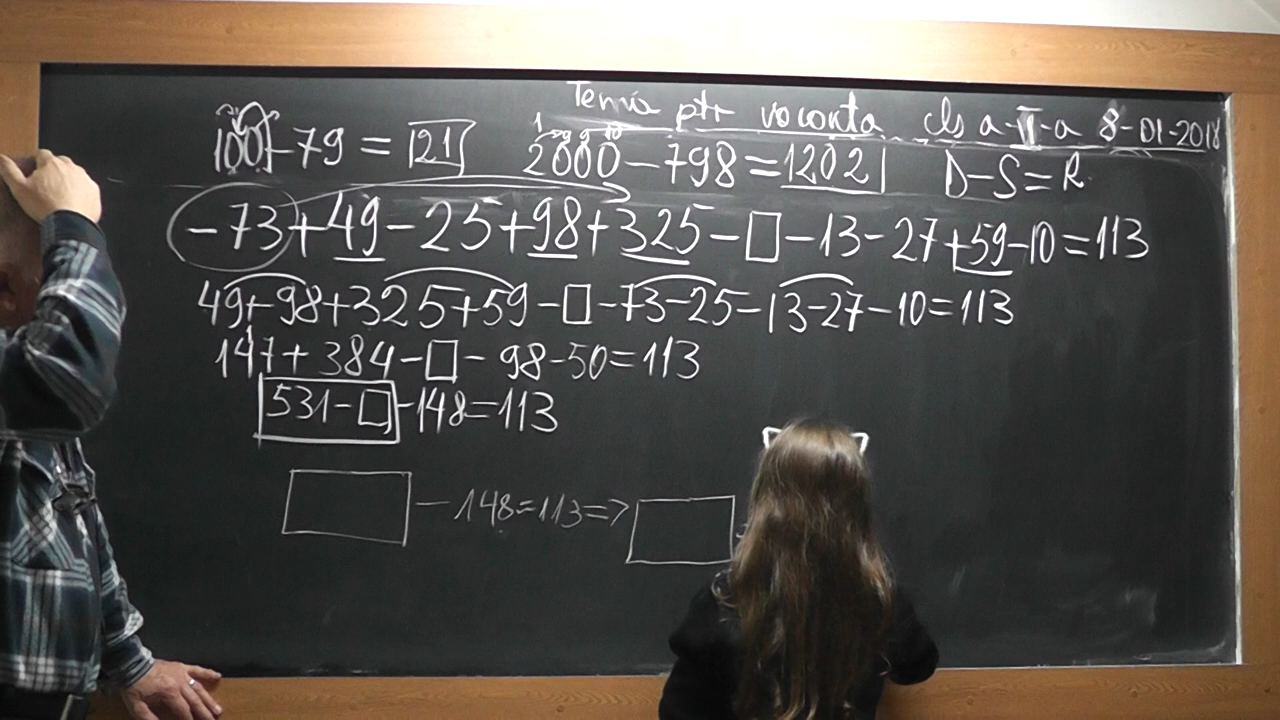 Temă ptr vacanta cls a-II-a 8-01-2018
100 - 79 = 21 2000 - 798 = 1202 D-S=R
-73+49-25+98+325-□-13-27+59-10=113
49+98+325+59-□-73-25-13-27-10=113
147+384-□-98-50=113
531-□-148=113
□-148=113=>□